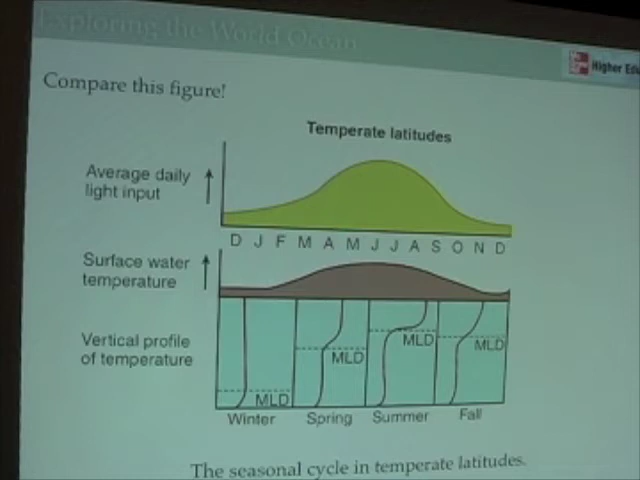 Exploring the World Ocean
Higher Edu
Compare this figure!
Temperate latitudes
Average daily
light input
D J F M A M J J A S O N D
Surface water
temperature
Vertical profile
of temperature
MLD
MLD
MLD
MLD
Winter Spring Summer Fall
The seasonal cycle in temperate latitudes.